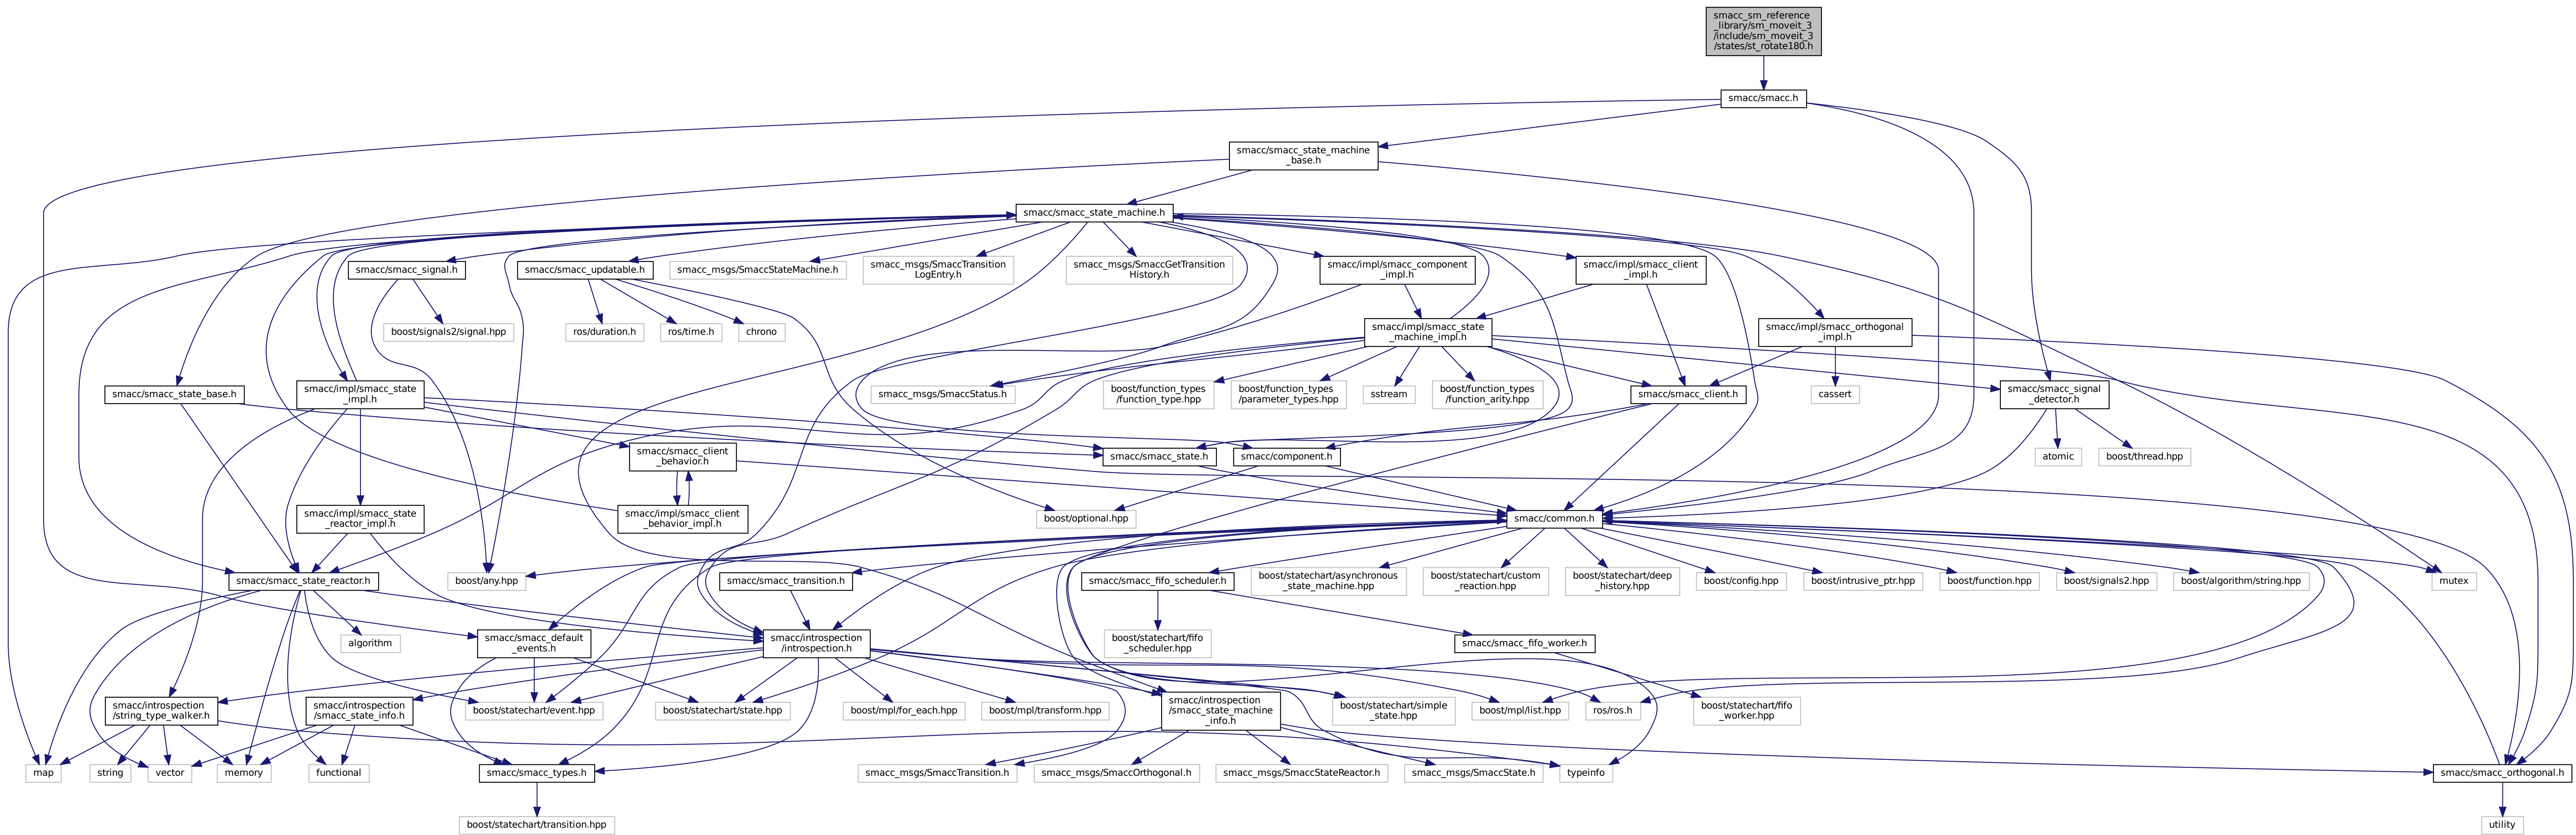 smacc_sm_reference
_library/sm_moveit_3
/include/sm_moveit_3
/states/st_rotate180.h
smacc/smacc.h
smacc/smacc_state_machine
_base.h
smacc/smacc_state_machine.h
smacc/smacc_signal.h
smacc/smacc_updatable.h
smacc_msgs/SmaccStateMachine.h
smacc_msgs/SmaccTransition
LogEntry.h
smacc_msgs/SmaccGetTransition
History.h
smacc/impl/smacc_component
_impl.h
smacc/impl/smacc_client
_impl.h
boost/signals2/signal.hpp
ros/duration.h
ros/time.h
chrono
smacc/impl/smacc_state
_machine_impl.h
smacc/impl/smacc_orthogonal
_impl.h
smacc/smacc_state_base.h
smacc/impl/smacc_state
_impl.h
smacc_msgs/SmaccStatus.h
boost/function_types
/function_type.hpp
boost/function_types
/parameter_types.hpp
sstream
boost/function_types
/function_arity.hpp
smacc/smacc_client.h
cassert
smacc/smacc_signal
_detector.h
smacc/smacc_client
_behavior.h
smacc/smacc_state.h
smacc/component.h
atomic
boost/thread.hpp
smacc/impl/smacc_state
_reactor_impl.h
smacc/impl/smacc_client
_behavior_impl.h
boost/optional.hpp
smacc/common.h
smacc/smacc_state_reactor.h
boost/any.hpp
smacc/smacc_transition.h
smacc/smacc_fifo_scheduler.h
boost/statechart/asynchronous
_state_machine.hpp
boost/statechart/custom
_reaction.hpp
boost/statechart/deep
_history.hpp
boost/config.hpp
boost/intrusive_ptr.hpp
boost/function.hpp
boost/signals2.hpp
boost/algorithm/string.hpp
mutex
algorithm
smacc/smacc_default
_events.h
smacc/introspection
/introspection.h
boost/statechart/fifo
_scheduler.hpp
smacc/smacc_fifo_worker.h
smacc/introspection
/string_type_walker.h
smacc/introspection
/smacc_state_info.h
boost/statechart/event.hpp
boost/statechart/state.hpp
boost/mpl/for_each.hpp
boost/mpl/transform.hpp
smacc/introspection
/smacc_state_machine
_info.h
boost/statechart/simple
_state.hpp
boost/mpl/list.hpp
ros/ros.h
boost/statechart/fifo
_worker.hpp
map
string
vector
memory
functional
smacc/smacc_types.h
smacc_msgs/SmaccTransition.h
smacc_msgs/SmaccOrthogonal.h
smacc_msgs/SmaccStateReactor.h
smacc_msgs/SmaccState.h
typeinfo
smacc/smacc_orthogonal.h
boost/statechart/transition.hpp
utility